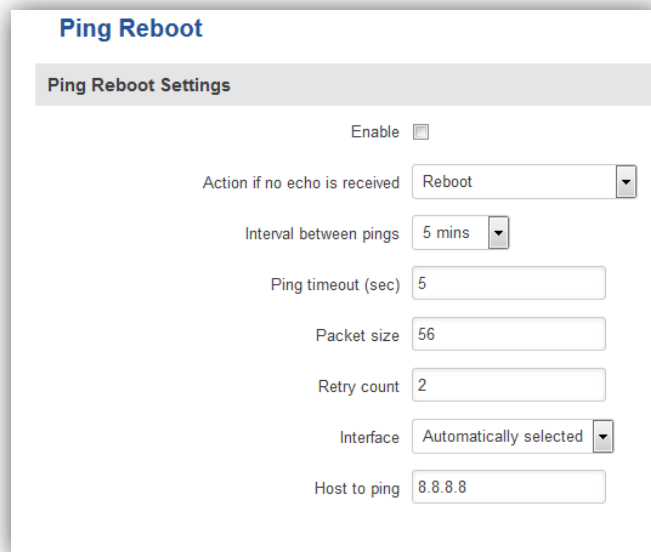 Ping Reboot
Ping Reboot Settings
Enable
Action if no echo is received Reboot
Interval between pings 5 mins
Ping timeout (sec) 5
Packet size 56
Retry count 2
Interface Automatically selected
Host to ping 8.8.8.8